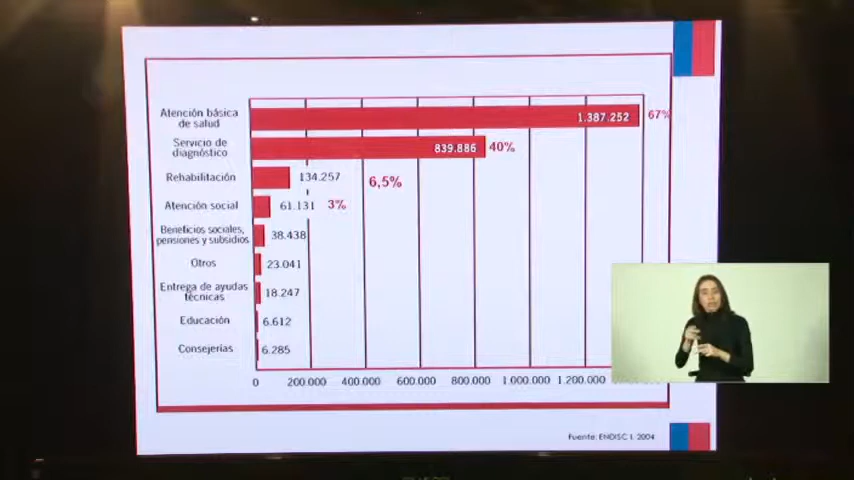 Atención básica
de salud
1.387.252
67%
Servicio de
diagnóstico
839.886
40%
Rehabilitación
134.257
6,5%
Atención social
61.131
3%
Beneficios sociales,
pensiones y subsidios
38.438
Otros
23.041
Entrega de ayudas
técnicas
18.247
Educación
6.612
Consejerías
6.285
0 200.000 400.000 600.000 800.000 1.000.000 1.200.000
Fuente: ENDISC I, 2004